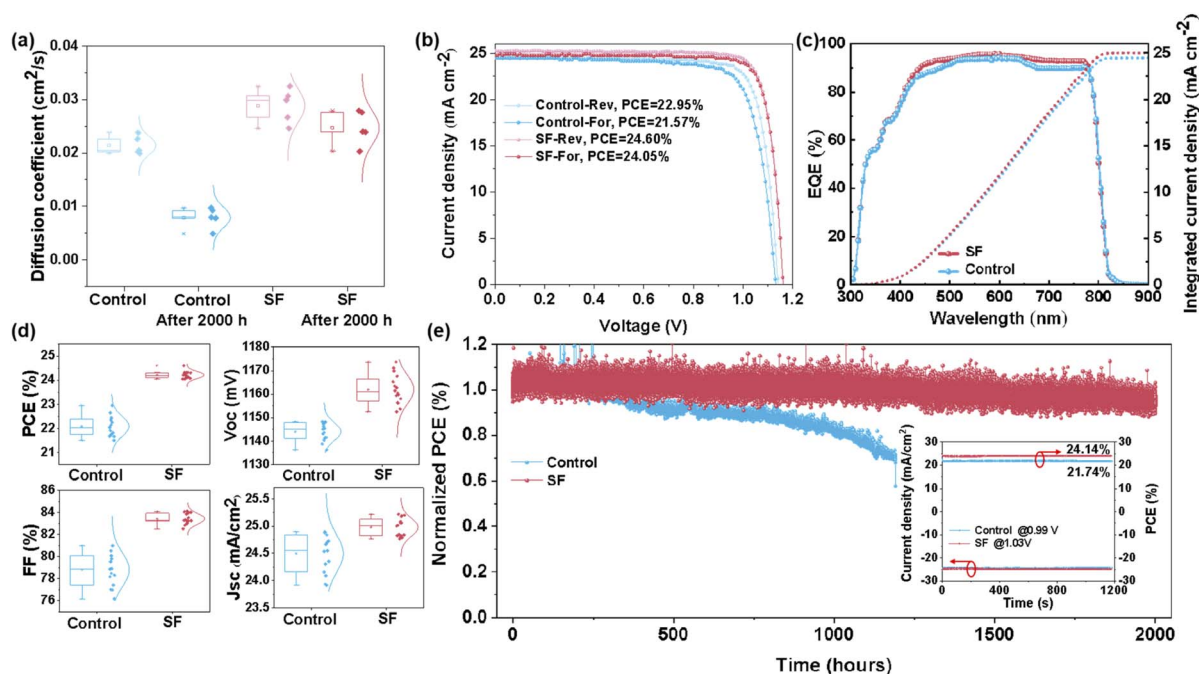 (a)
Diffusion coefficient (cm²/s)
0.04
0.03
0.02
0.01
0.00
Control
Control
After 2000 h
SF
SF
After 2000 h
(b)
Current density (mA cm⁻²)
25
20
15
10
5
0
Control-Rev, PCE=22.95%
Control-For, PCE=21.57%
SF-Rev, PCE=24.60%
SF-For, PCE=24.05%
0.0 0.2 0.4 0.6 0.8 1.0 1.2
Voltage (V)
(c)
EQE (%)
100
80
60
40
20
0
SF
Control
300 400 500 600 700 800 900
Wavelength (nm)
25
20
15
10
5
0
Integrated current density (mA cm⁻²)
(d)
PCE (%)
25
24
23
22
21
Control SF
Voc (mV)
1180
1170
1160
1150
1140
1130
Control SF
FF (%)
86
84
82
80
78
76
Control SF
Jsc (mA/cm2)
25.5
25.0
24.5
24.0
23.5
Control SF
(e)
Normalized PCE (%)
1.2
1.0
0.8
0.6
0.4
0.2
0.0
Control
SF
0 500 1000 1500 2000
Time (hours)
Current density (mA/cm²)
30
20
10
0
-10
-20
-30
24.14%
21.74%
Control @0.99 V
SF @1.03V
0 400 800 1200
Time (s)
30
20
10
0
-10
-20
-30
PCE (%)